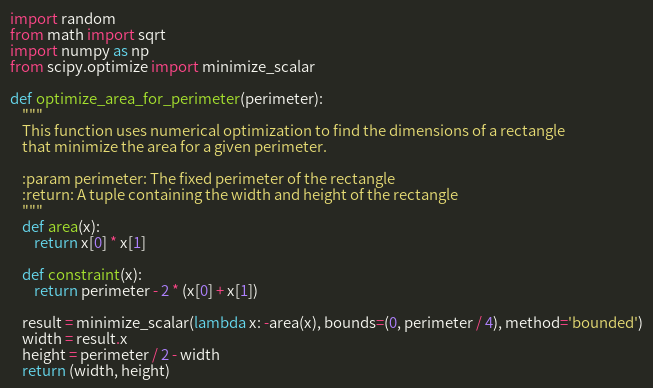 import random
from math import sqrt
import numpy as np
from scipy.optimize import minimize_scalar

def optimize_area_for_perimeter(perimeter):
    """
    This function uses numerical optimization to find the dimensions of a rectangle
    that minimize the area for a given perimeter.

    :param perimeter: The fixed perimeter of the rectangle
    :return: A tuple containing the width and height of the rectangle
    """
    def area(x):
        return x[0] * x[1]

    def constraint(x):
        return perimeter - 2 * (x[0] + x[1])

    result = minimize_scalar(lambda x: -area(x), bounds=(0, perimeter / 4), method='bounded')
    width = result.x
    height = perimeter / 2 - width
    return (width, height)